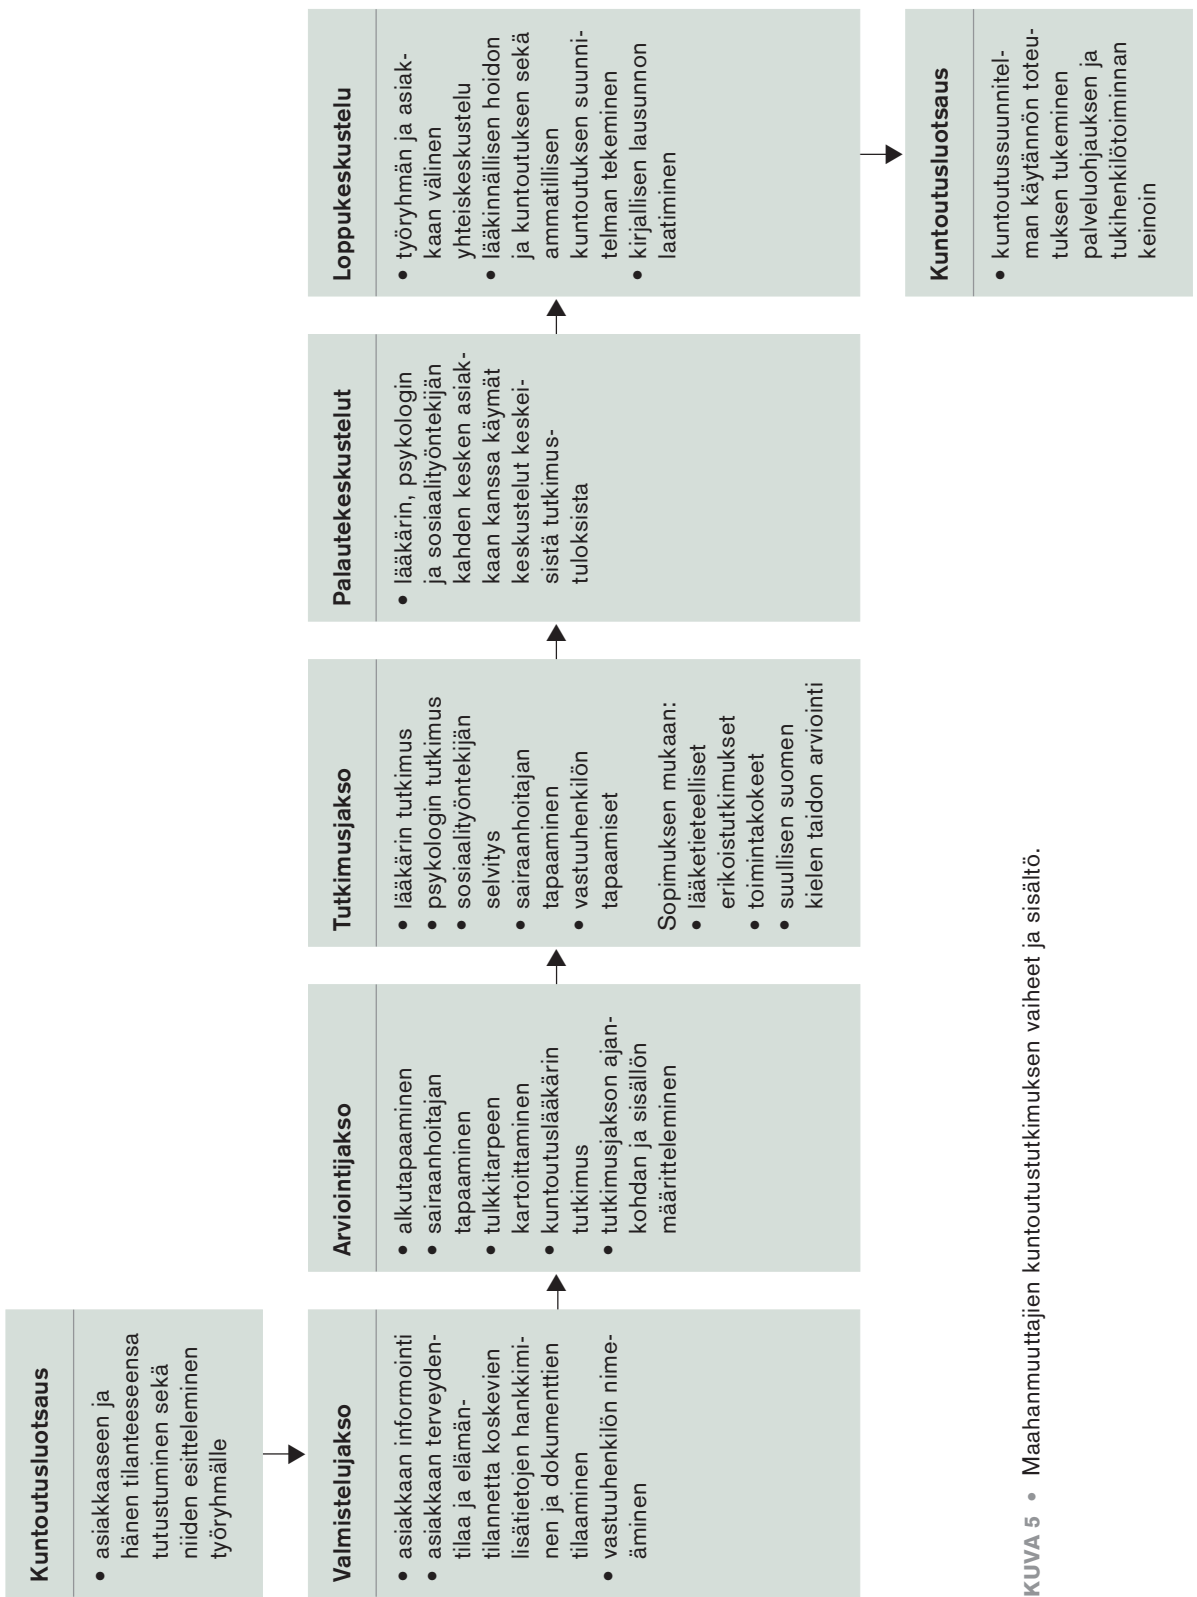 Kuntoutusluotsaus
• asiakkaaseen ja
hänen tilanteeseensa
tutustuminen sekä
niiden esitteleminen
työryhmälle
Valmistelujakso
• asiakkaan informointi
• asiakkaan terveyden-
tilaa ja elämän-
tilannetta koskevien
lisätietojen hankkimi-
nen ja dokumenttien
tilaaminen
• vastuuhenkilön nime-
äminen
Arviointijakso
• alkutapaaminen
• sairaanhoitajan
tapaaminen
• tulkkitarpeen
kartoittaminen
• kuntoutuslääkärin
tutkimus
• tutkimusjakson ajan-
kohdan ja sisällön
määritteleminen
Tutkimusjakso
• lääkärin tutkimus
• psykologin tutkimus
• sosiaalityöntekijän
selvitys
• sairaanhoitajan
tapaaminen
• vastuuhenkilön
tapaamiset
Sopimuksen mukaan:
• lääketieteelliset
erikoistutkimukset
• toimintakokeet
• suullisen suomen
kielen taidon arviointi
Palautekeskustelut
• lääkärin, psykologin
ja sosiaalityöntekijän
kahden kesken asiak-
kaan kanssa käymät
keskustelut keskei-
sistä tutkimus-
tuloksista
Loppukeskustelu
• työryhmän ja asiak-
kaan välinen
yhteiskeskustelu
• lääkinnällisen hoidon
ja kuntoutuksen sekä
ammatillisen
kuntoutuksen suunni-
telman tekeminen
• kirjallisen lausunnon
laatiminen
Kuntoutusluotsaus
• kuntoutussuunnitel-
man käytännön toteu-
tuksen tukeminen
palveluohjauksen ja
tukihenkilötoiminnan
keinoin
KUVA 5 • Maahanmuuttajien kuntoutustutkimuksen vaiheet ja sisältö.